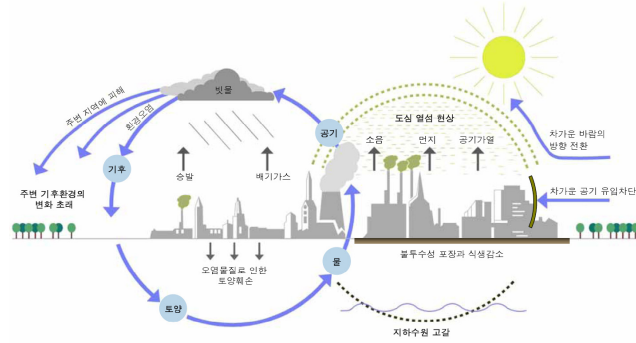 빗물
주변 지역에 피해
환경오염
공기
도심 열섬 현상
소음
먼지
공기가열
차가운 바람의
방향 전환
기후
승발
배기가스
주변 기후환경의
변화 초래
차가운 공기 유입차단
불투수성 포장과 식생감소
물
오염물질로 인한
토양훼손
토양
지하수원 고갈